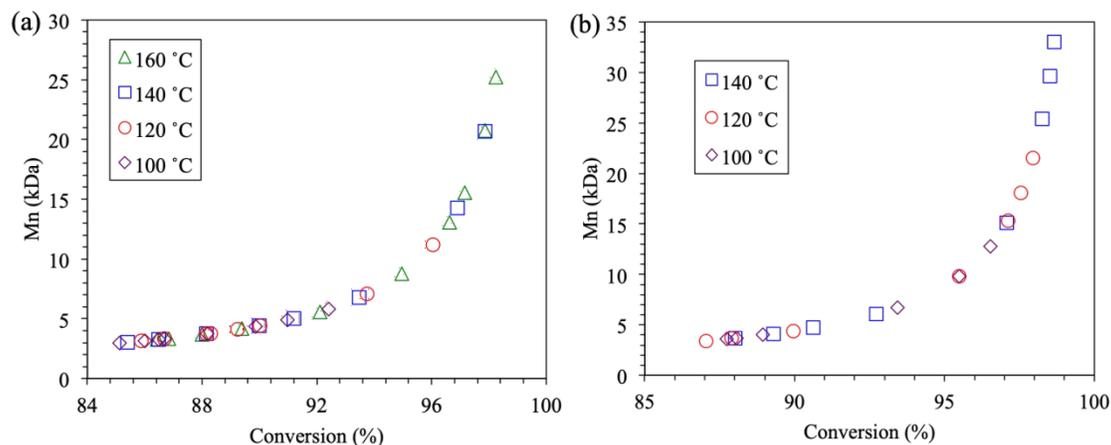 (a)
Mn (kDa)
30
25
20
15
10
5
0
160 ˚C
140 ˚C
120 ˚C
100 ˚C
84 88 92 96 100
Conversion (%)
(b)
Mn (kDa)
35
30
25
20
15
10
5
0
140 ˚C
120 ˚C
100 ˚C
85 90 95 100
Conversion (%)